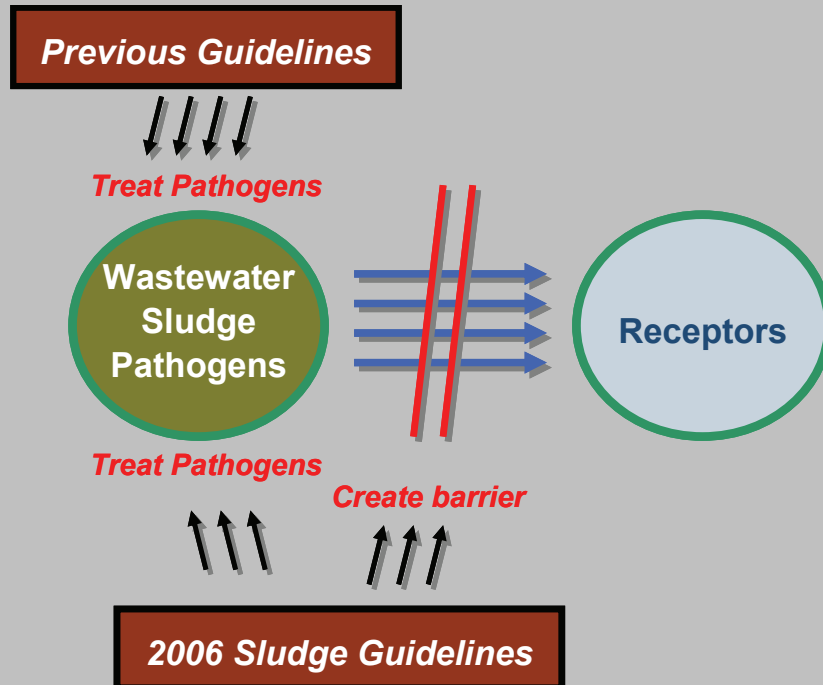 Previous Guidelines
Treat Pathogens
Wastewater
Sludge
Pathogens
Receptors
Treat Pathogens
Create barrier
2006 Sludge Guidelines